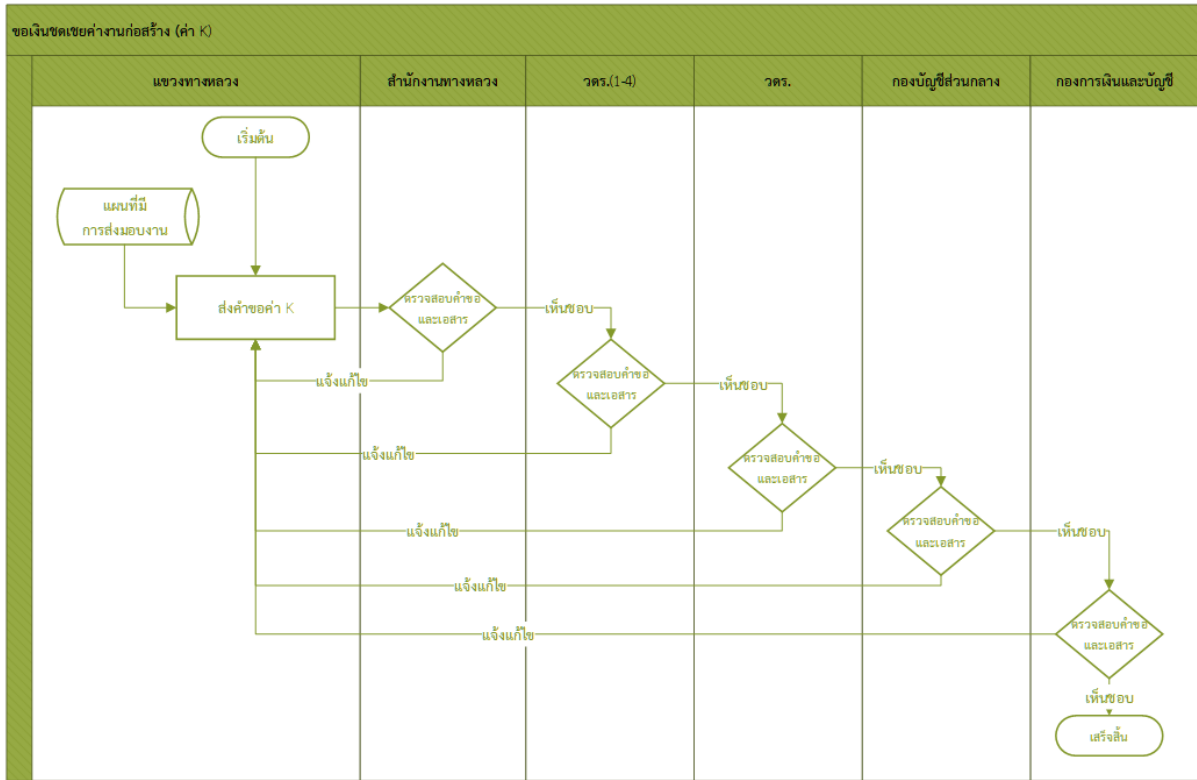 ขอเงินชดเชยค่างานก่อสร้าง (ค่า K)
แขวงทางหลวง
สำนักงานทางหลวง
วดร.(1-4)
วดร.
กองบัญชีส่วนกลาง
กองการเงินและบัญชี
เริ่มต้น
แผนที่มี
การส่งมอบงาน
ส่งคำขอค่า K
ตรวจสอบคำขอ
และเอสาร
เห็นชอบ
แจ้งแก้ไข
ตรวจสอบคำขอ
และเอสาร
เห็นชอบ
แจ้งแก้ไข
ตรวจสอบคำขอ
และเอสาร
เห็นชอบ
แจ้งแก้ไข
ตรวจสอบคำขอ
และเอสาร
เห็นชอบ
แจ้งแก้ไข
ตรวจสอบคำขอ
และเอสาร
แจ้งแก้ไข
เห็นชอบ
เสร็จสิ้น